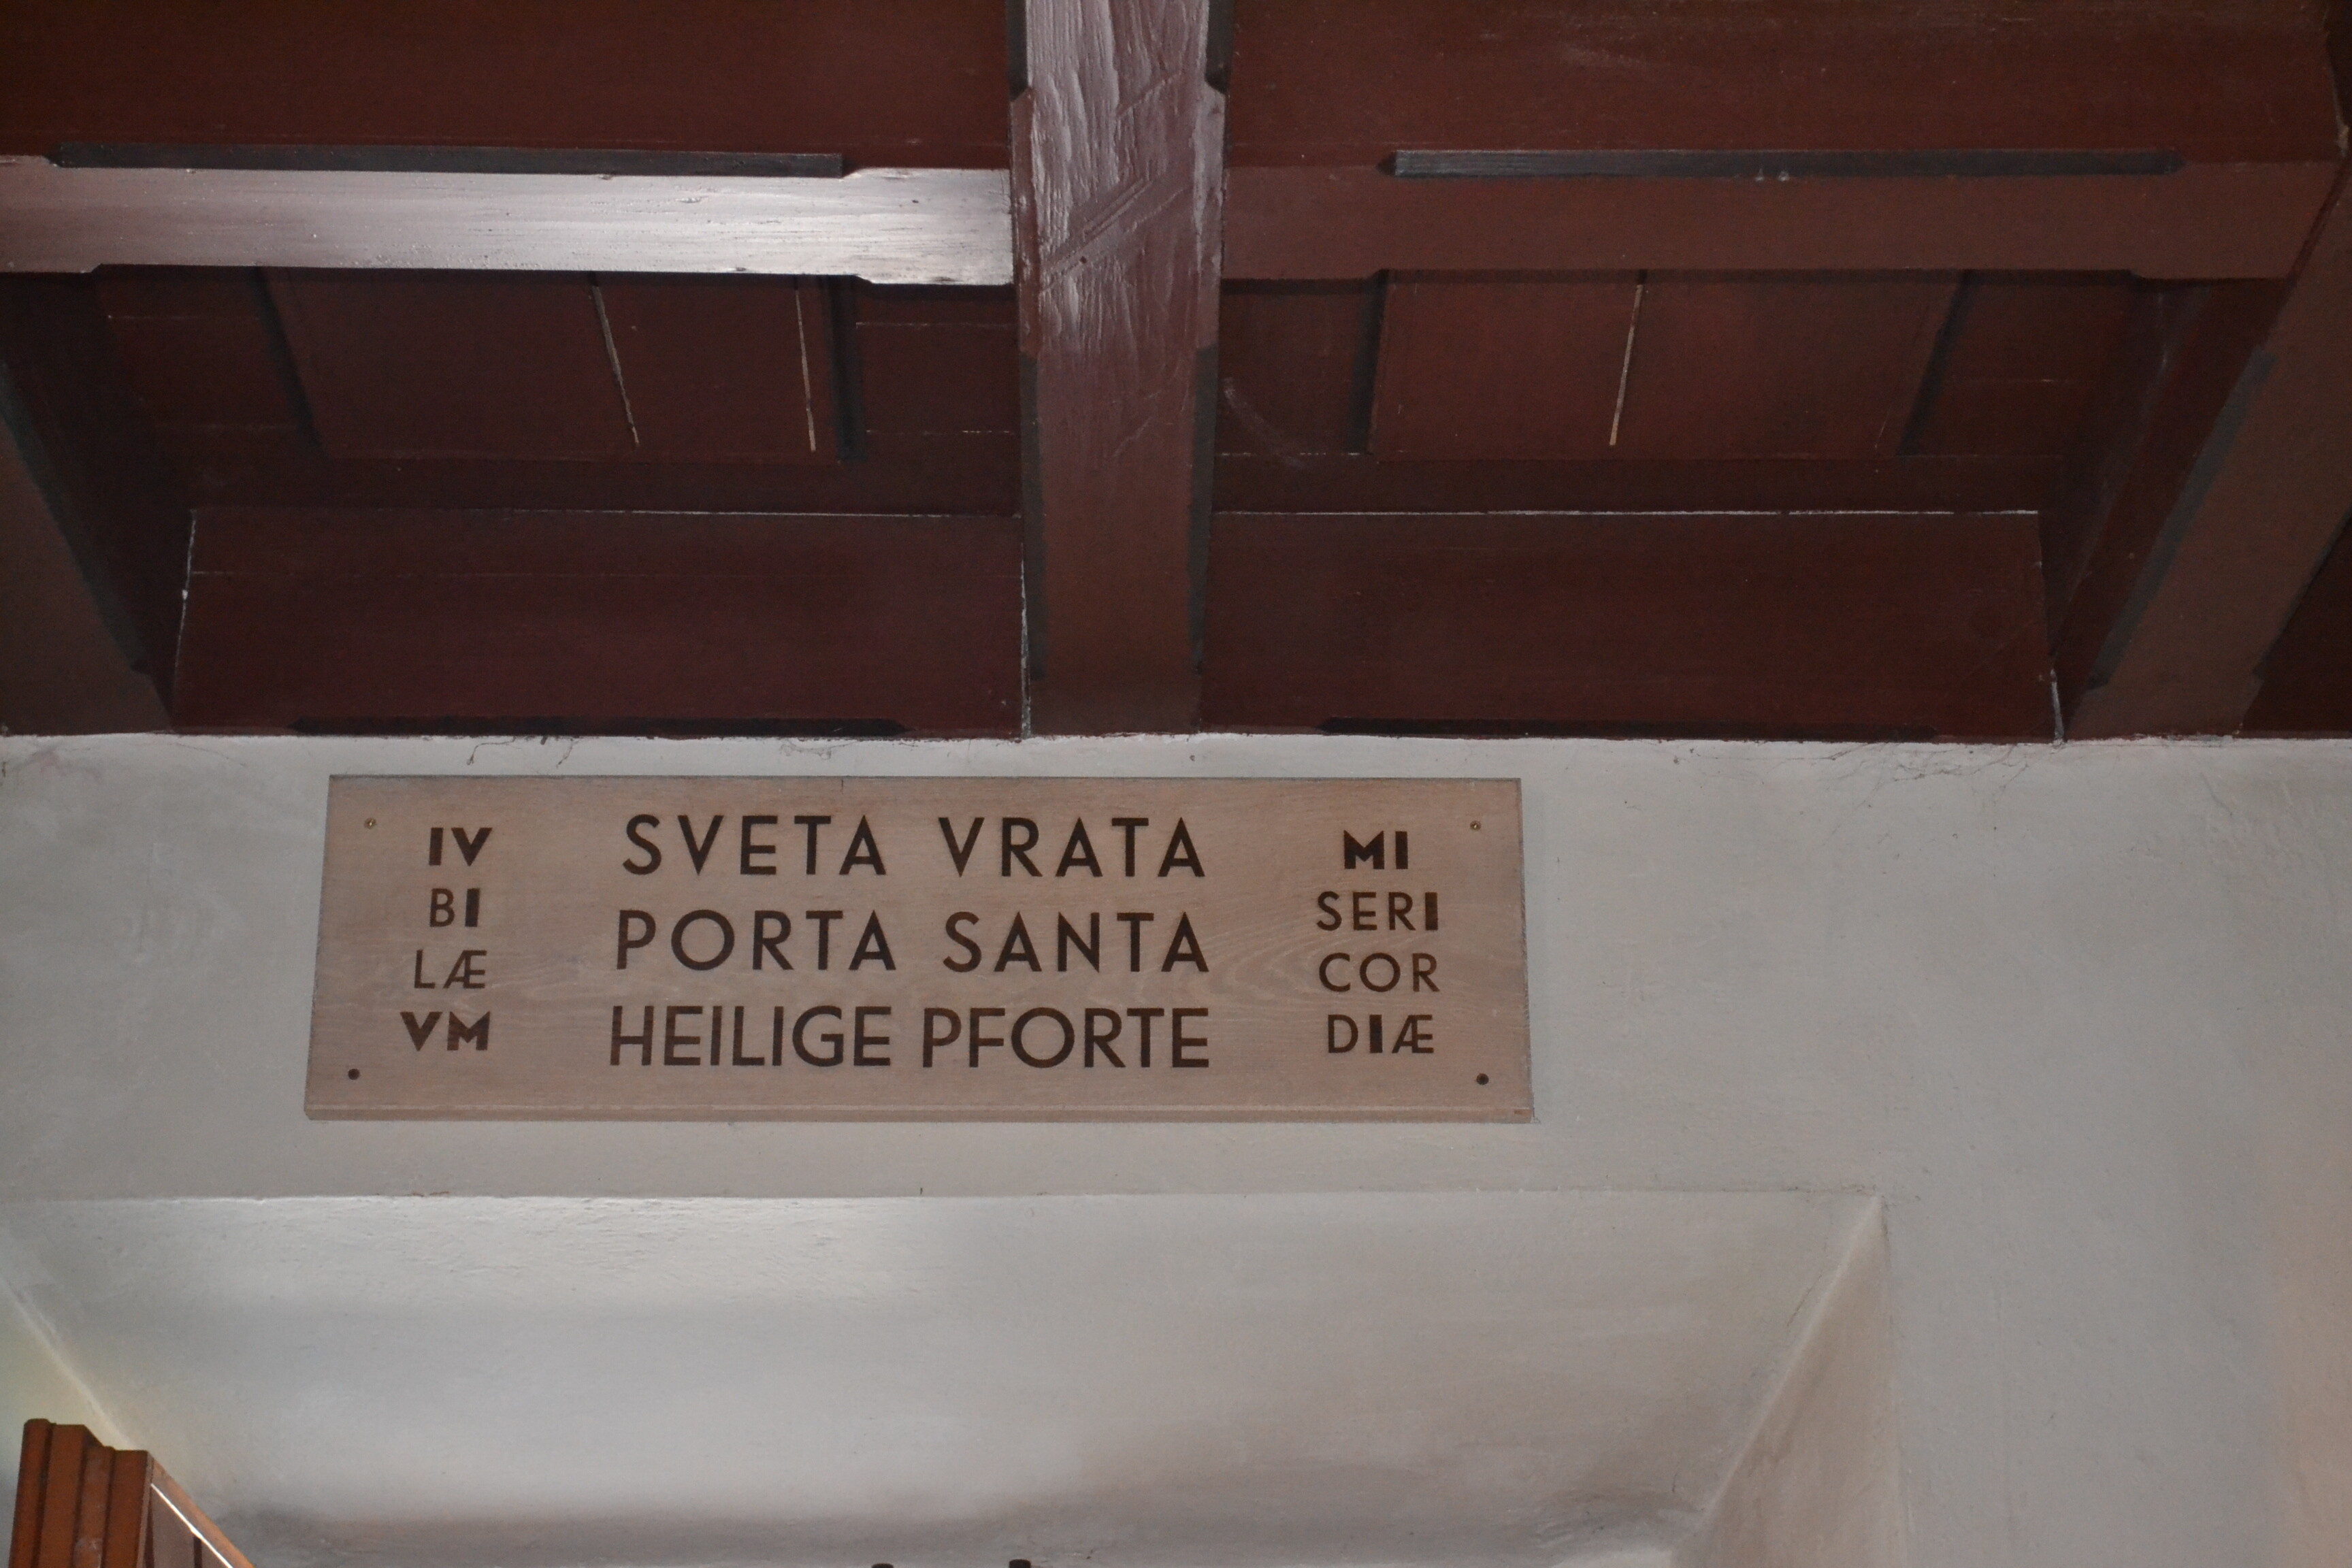 IV
BI
LÆ
VM
SVETA VRATA
PORTA SANTA
HEILIGE PFORTE
MI
SERI
COR
DIÆ